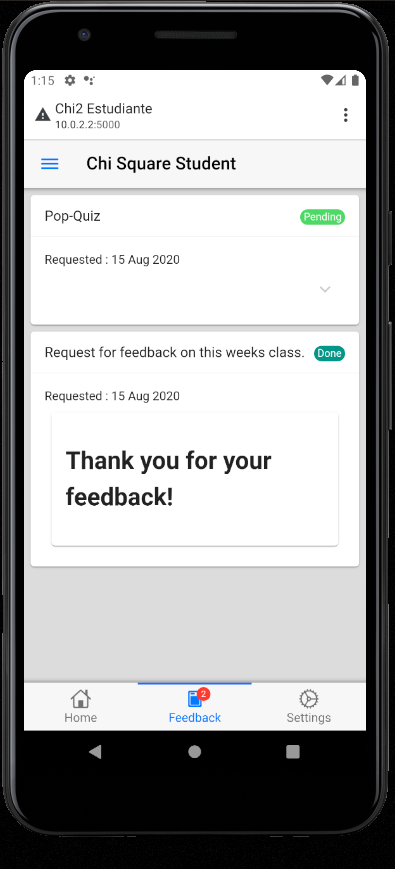 1:15
Chi2 Estudiante
10.0.2.2:5000
Chi Square Student
Pop-Quiz
Pending
Requested : 15 Aug 2020
Request for feedback on this weeks class.
Done
Requested : 15 Aug 2020
Thank you for your
feedback!
2
Home
Feedback
Settings